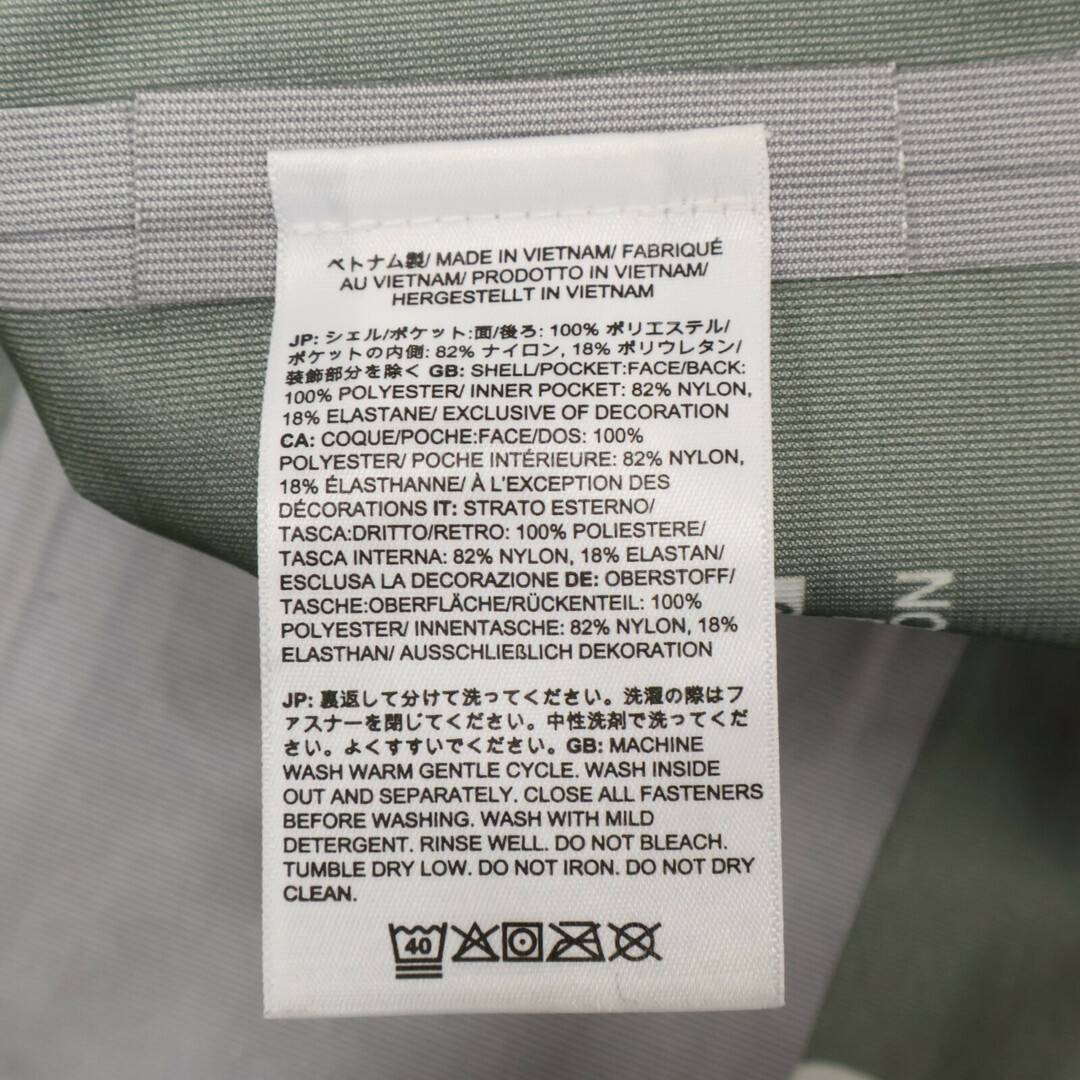 ベトナム製/ MADE IN VIETNAM/ FABRIQUÉ
AU VIETNAM/ PRODOTTO IN VIETNAM/
HERGESTELLT IN VIETNAM
JP: シェル/ポケット:面/後ろ: 100% ポリエステル/
ポケットの内側: 82% ナイロン, 18% ポリウレタン/
装飾部分を除く GB: SHELL/POCKET:FACE/BACK:
100% POLYESTER/ INNER POCKET: 82% NYLON,
18% ELASTANE/ EXCLUSIVE OF DECORATION
CA: COQUE/POCHE:FACE/DOS: 100%
POLYESTER/ POCHE INTÉRIEURE: 82% NYLON,
18% ÉLASTHANNE/ À L'EXCEPTION DES
DÉCORATIONS IT: STRATO ESTERNO/
TASCA:DRITTO/RETRO: 100% POLIESTERE/
TASCA INTERNA: 82% NYLON, 18% ELASTAN/
ESCLUSA LA DECORAZIONE DE: OBERSTOFF/
TASCHE:OBERFLÄCHE/RÜCKENTEIL: 100%
POLYESTER/ INNENTASCHE: 82% NYLON, 18%
ELASTHAN/ AUSSCHLIEßLICH DEKORATION
JP: 裏返して分けて洗ってください。洗濯の際はフ
ァスナーを閉じてください。中性洗剤で洗ってくだ
さい。よくすすいでください。GB: MACHINE
WASH WARM GENTLE CYCLE. WASH INSIDE
OUT AND SEPARATELY. CLOSE ALL FASTENERS
BEFORE WASHING. WASH WITH MILD
DETERGENT. RINSE WELL. DO NOT BLEACH.
TUMBLE DRY LOW. DO NOT IRON. DO NOT DRY
CLEAN.
40